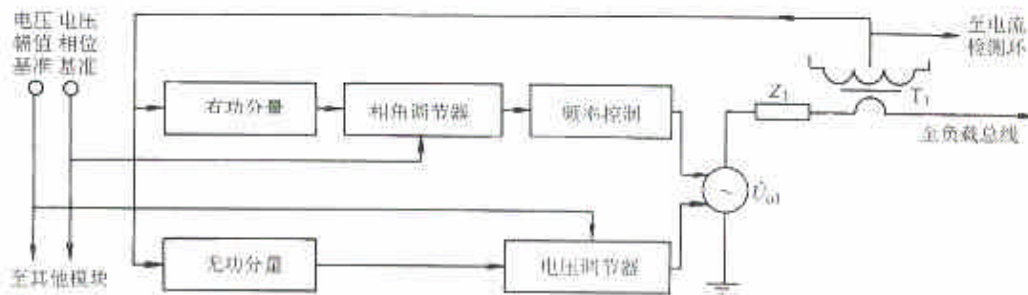 电压 电压
幅值 相位
基准 基准
至电流
检测环
有功分量
相角调节器
频率控制
Z₁
T₁
至负载总线
U̇ₒ₁
~
无功分量
电压调节器
至其他模块